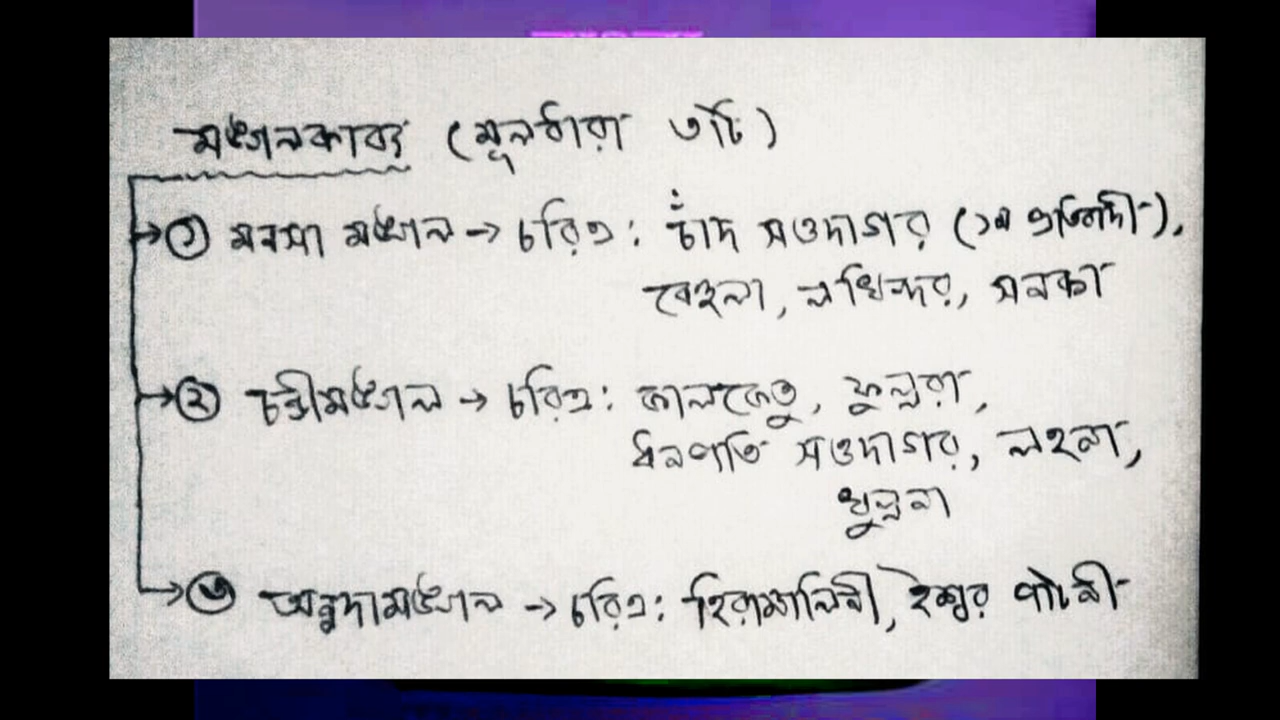 মঙ্গলকাব্য (মূলধারা ৩টি)
① মনসা মঙ্গল → চরিত্র: চাঁদ সওদাগর (১ম প্রতিবাদী),
বেহুলা, লখিন্দর, সনকা
② চন্ডীমঙ্গল → চরিত্র: কালকেতু, ফুল্লরা,
ধনপতি সওদাগর, লহনা,
খুল্লনা
③ অন্নদামঙ্গল → চরিত্র: হিরামালিনী, ঈশ্বর পাটনী